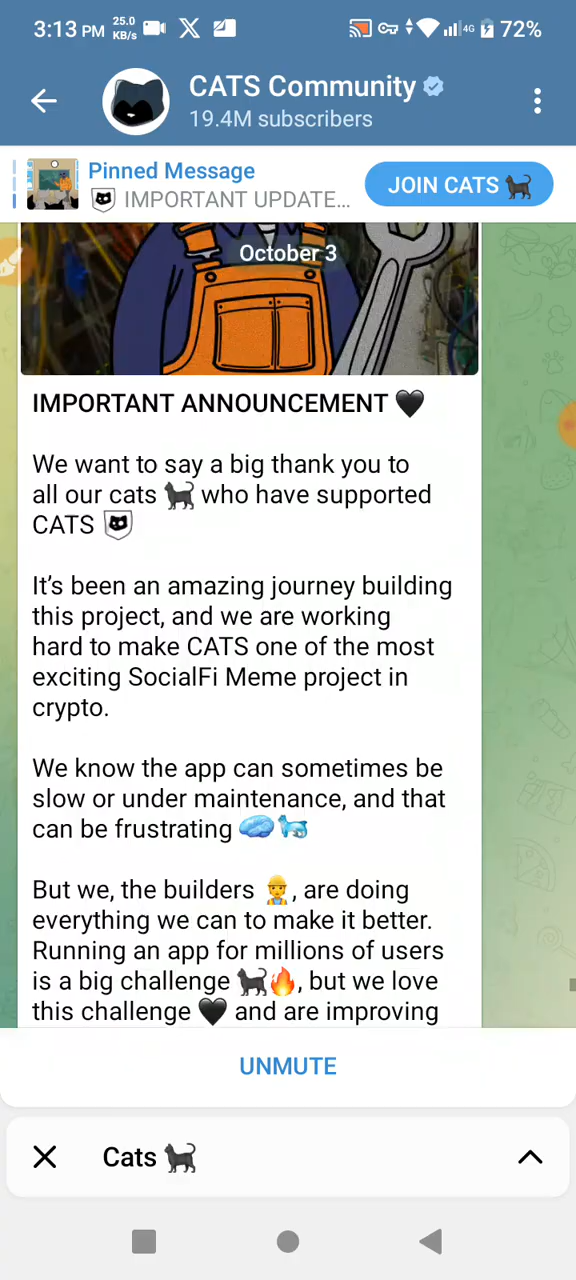 3:13 PM 25.0 KB/s 4G 72%
CATS Community
19.4M subscribers
Pinned Message
IMPORTANT UPDATE...
JOIN CATS 🐈‍⬛
October 3
IMPORTANT ANNOUNCEMENT 🖤
We want to say a big thank you to
all our cats 🐈‍⬛ who have supported
CATS
It’s been an amazing journey building
this project, and we are working
hard to make CATS one of the most
exciting SocialFi Meme project in
crypto.
We know the app can sometimes be
slow or under maintenance, and that
can be frustrating
But we, the builders 👷, are doing
everything we can to make it better.
Running an app for millions of users
is a big challenge 🐈‍⬛🔥, but we love
this challenge 🖤 and are improving
UNMUTE
Cats 🐈‍⬛